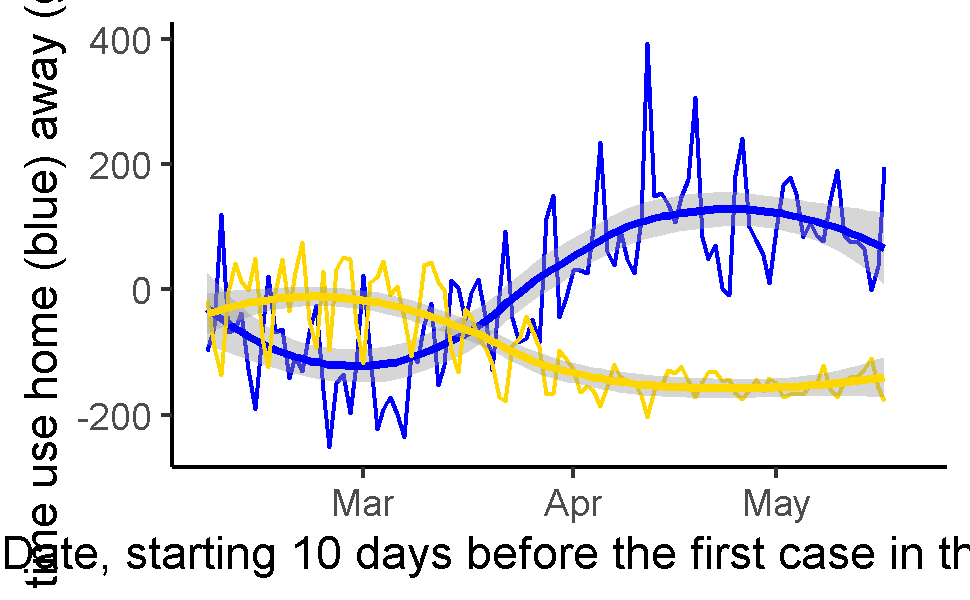 time use home (blue) away (
400
200
0
-200
Mar Apr May
Date, starting 10 days before the first case in th